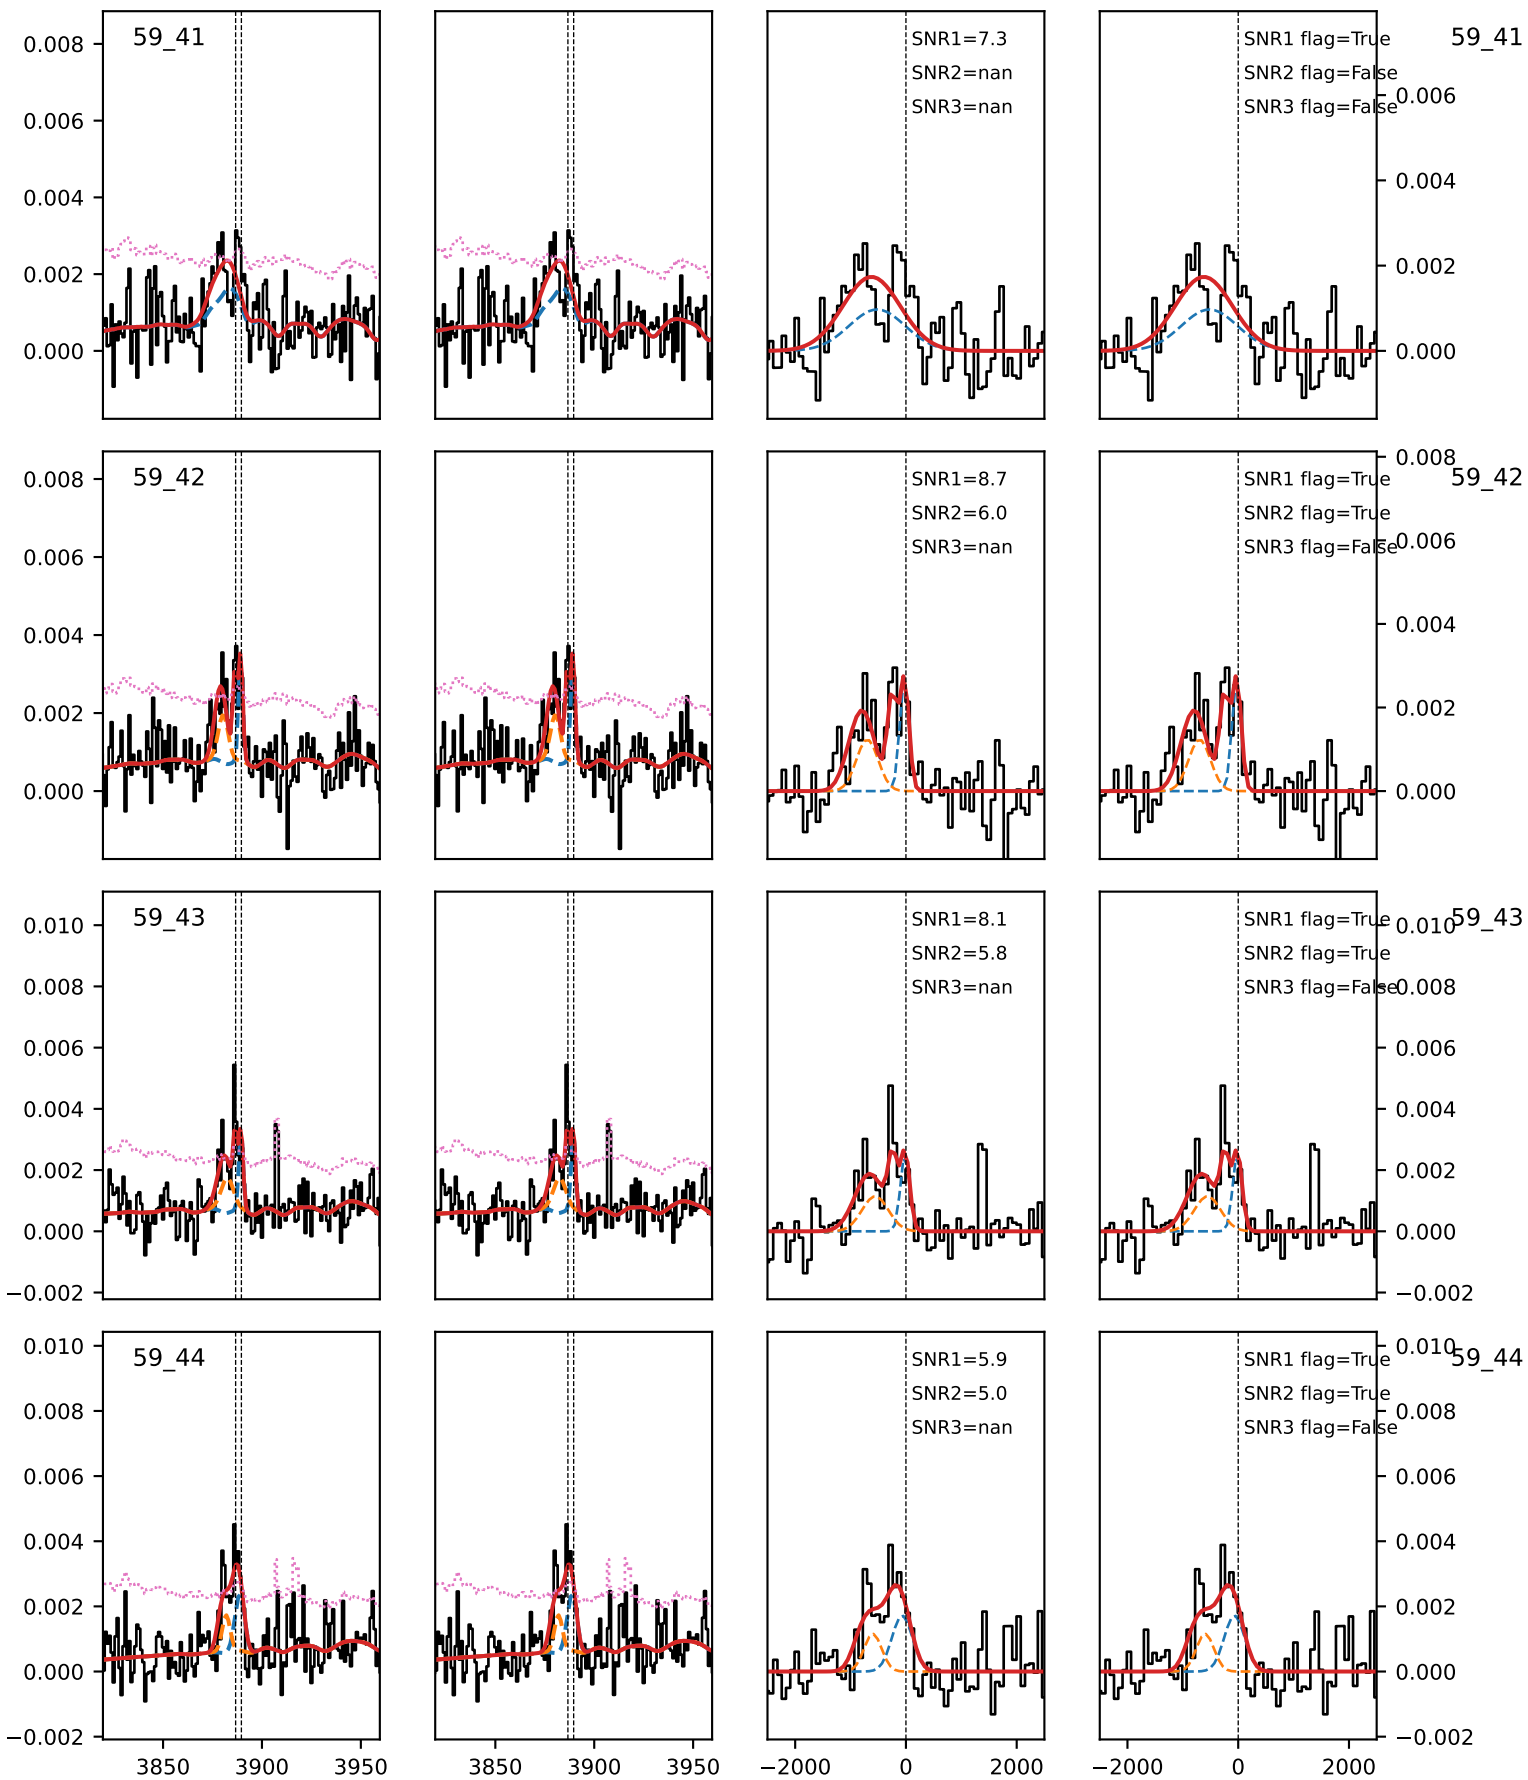 59_41
SNR1=7.3
SNR2=nan
SNR3=nan
SNR1 flag=True
SNR2 flag=False
SNR3 flag=False
59_41
0.008
0.006
0.004
0.002
0.000
0.006
0.004
0.002
0.000
59_42
SNR1=8.7
SNR2=6.0
SNR3=nan
SNR1 flag=True
SNR2 flag=True
SNR3 flag=False
59_42
0.008
0.006
0.004
0.002
0.000
0.008
0.006
0.004
0.002
0.000
59_43
SNR1=8.1
SNR2=5.8
SNR3=nan
SNR1 flag=True
SNR2 flag=True
SNR3 flag=False
59_43
0.010
0.008
0.006
0.004
0.002
0.000
−0.002
0.010
0.008
0.006
0.004
0.002
0.000
−0.002
59_44
SNR1=5.9
SNR2=5.0
SNR3=nan
SNR1 flag=True
SNR2 flag=True
SNR3 flag=False
59_44
0.010
0.008
0.006
0.004
0.002
0.000
−0.002
0.010
0.008
0.006
0.004
0.002
0.000
−0.002
3850 3900 3950
3850 3900 3950
−2000 0 2000
−2000 0 2000